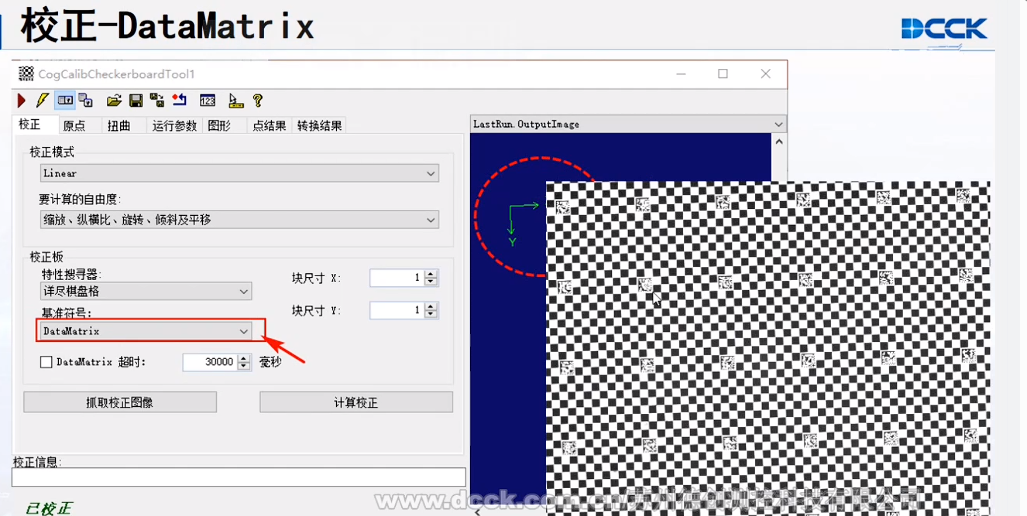 校正-DataMatrix
DCCK
CogCalibCheckerboardTool1
校正 原点 扭曲 运行参数 图形 点结果 转换结果
LastRun.OutputImage
校正模式
Linear
要计算的自由度:
缩放、纵横比、旋转、倾斜及平移
校正板
特性搜寻器:
块尺寸 X: 1
详尽棋盘格
基准符号:
块尺寸 Y: 1
DataMatrix
DataMatrix 超时: 30000 毫秒
抓取校正图像 计算校正
校正信息:
已校正
Y
www.dcck.com.cn